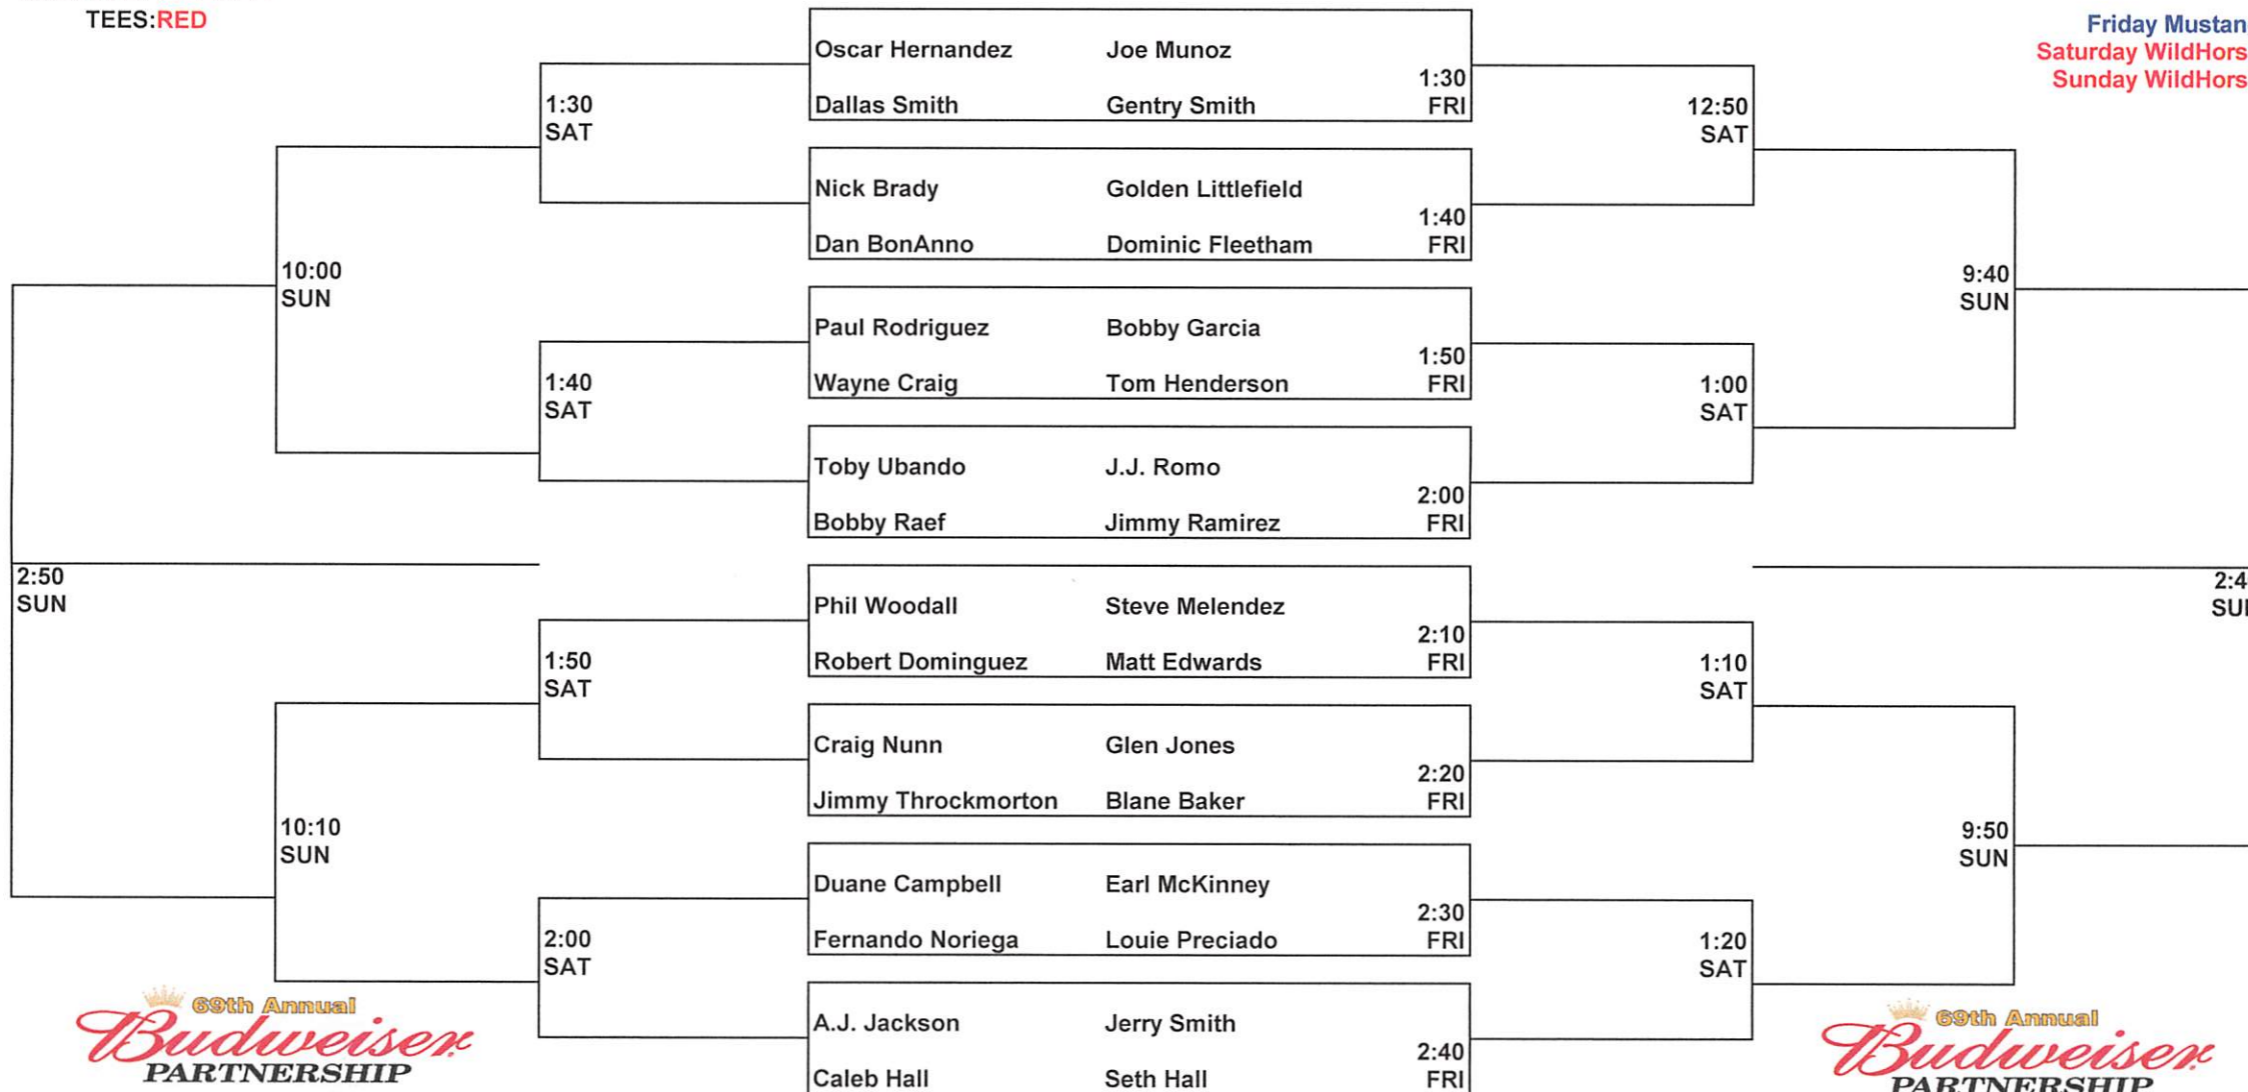 TEES:RED
Friday Mustan
Saturday WildHors
Sunday WildHors
Oscar Hernandez Joe Munoz
1:30
Dallas Smith Gentry Smith FRI
1:30
SAT
12:50
SAT
Nick Brady Golden Littlefield
1:40
Dan BonAnno Dominic Fleetham FRI
10:00
SUN
9:40
SUN
Paul Rodriguez Bobby Garcia
1:50
Wayne Craig Tom Henderson FRI
1:40
SAT
1:00
SAT
Toby Ubando J.J. Romo
2:00
Bobby Raef Jimmy Ramirez FRI
2:50
SUN
2:4
SU
Phil Woodall Steve Melendez
2:10
Robert Dominguez Matt Edwards FRI
1:50
SAT
1:10
SAT
Craig Nunn Glen Jones
2:20
Jimmy Throckmorton Blane Baker FRI
10:10
SUN
9:50
SUN
Duane Campbell Earl McKinney
2:30
Fernando Noriega Louie Preciado FRI
2:00
SAT
1:20
SAT
A.J. Jackson Jerry Smith
2:40
Caleb Hall Seth Hall FRI
69th Annual
Budweiser
PARTNERSHIP
69th Annual
Budweiser
PARTNERSHIP